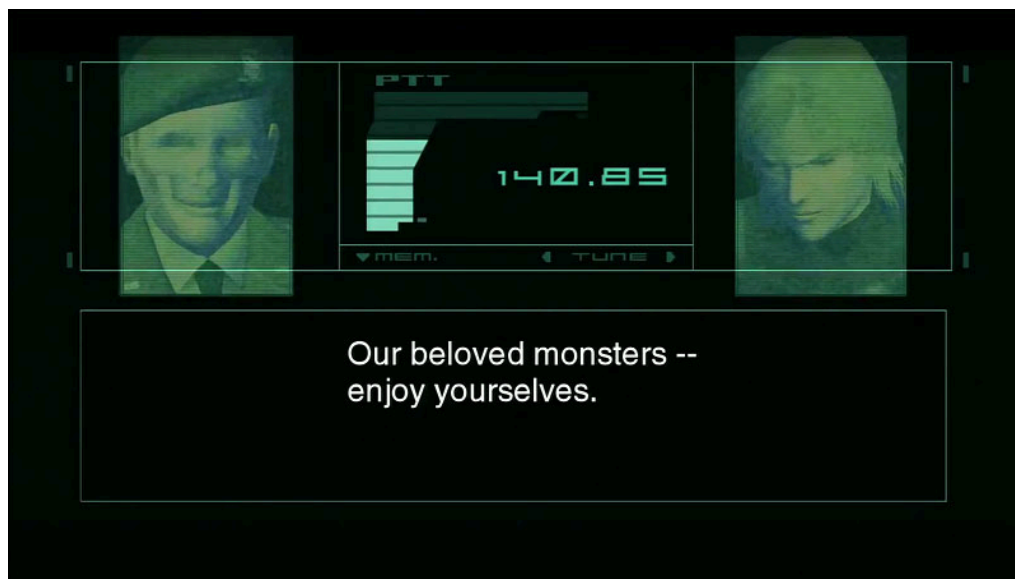 PTT
140.85
MEM.
TUNE
Our beloved monsters --
enjoy yourselves.